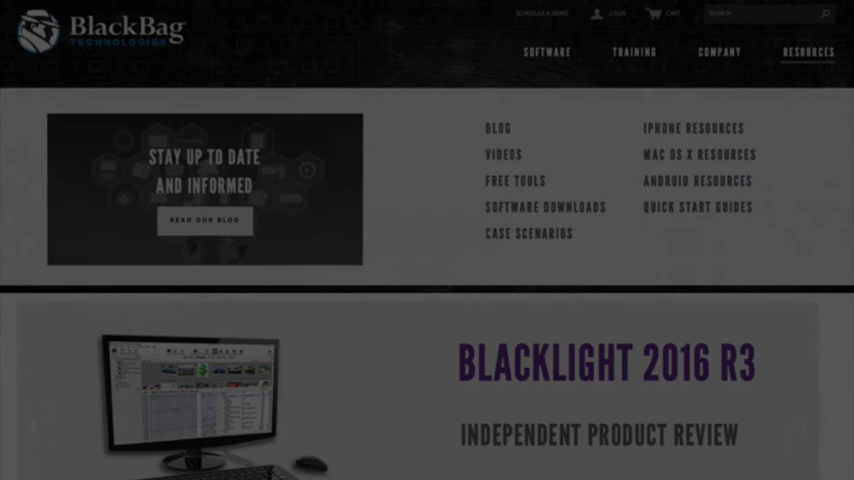 BlackBag
TECHNOLOGIES
SCHEDULE A DEMO LOGIN CART SEARCH
SOFTWARE TRAINING COMPANY RESOURCES
STAY UP TO DATE
AND INFORMED
READ OUR BLOG
BLOG
VIDEOS
FREE TOOLS
SOFTWARE DOWNLOADS
CASE SCENARIOS
IPHONE RESOURCES
MAC OS X RESOURCES
ANDROID RESOURCES
QUICK START GUIDES
BLACKLIGHT 2016 R3
INDEPENDENT PRODUCT REVIEW